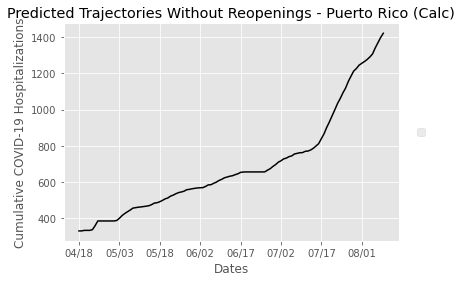 Predicted Trajectories Without Reopenings - Puerto Rico (Calc)
Cumulative COVID-19 Hospitalizations
1400
1200
1000
800
600
400
04/18 05/03 05/18 06/02 06/17 07/02 07/17 08/01
Dates